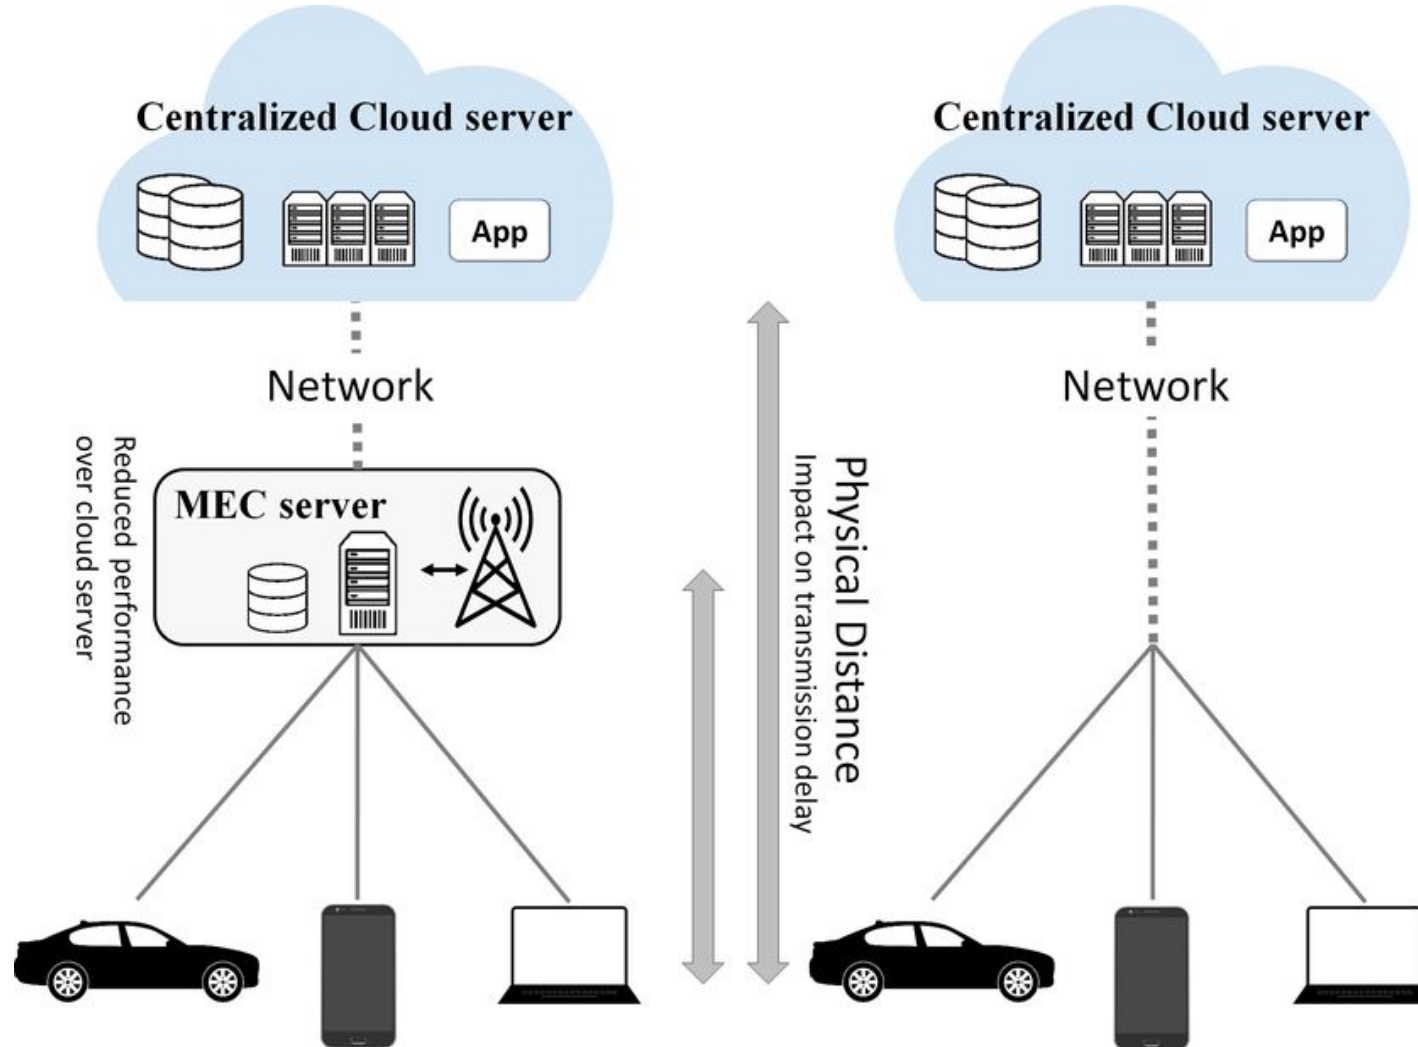 Centralized Cloud server
App
Network
Reduced performance
over cloud server
MEC server
Physical Distance
Impact on transmission delay
Centralized Cloud server
App
Network